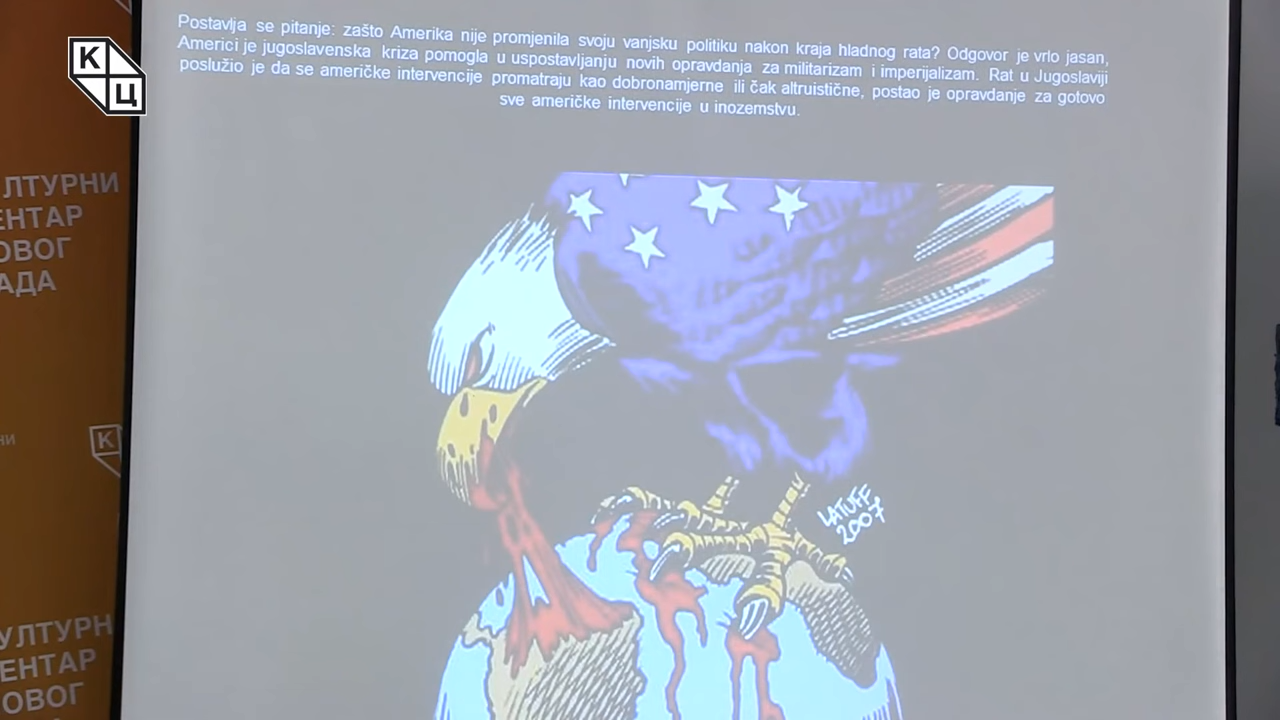 Postavlja se pitanje: zašto Amerika nije promjenila svoju vanjsku politiku nakon kraja hladnog rata? Odgovor je vrlo jasan,
Americi je jugoslavenska kriza pomogla u uspostavljanju novih opravdanja za militarizam i imperijalizam. Rat u Jugoslaviji
poslužio je da se američke intervencije promatraju kao dobronamjerne ili čak altruistične, postao je opravdanje za gotovo
sve američke intervencije u inozemstvu.
К
Ц
ЛТУРНИ
ЕНТАР
ОВОГ
АДА
НИ
К
LATUFF
2007
УЛТУРН
ЕНТАР
ОВОГ